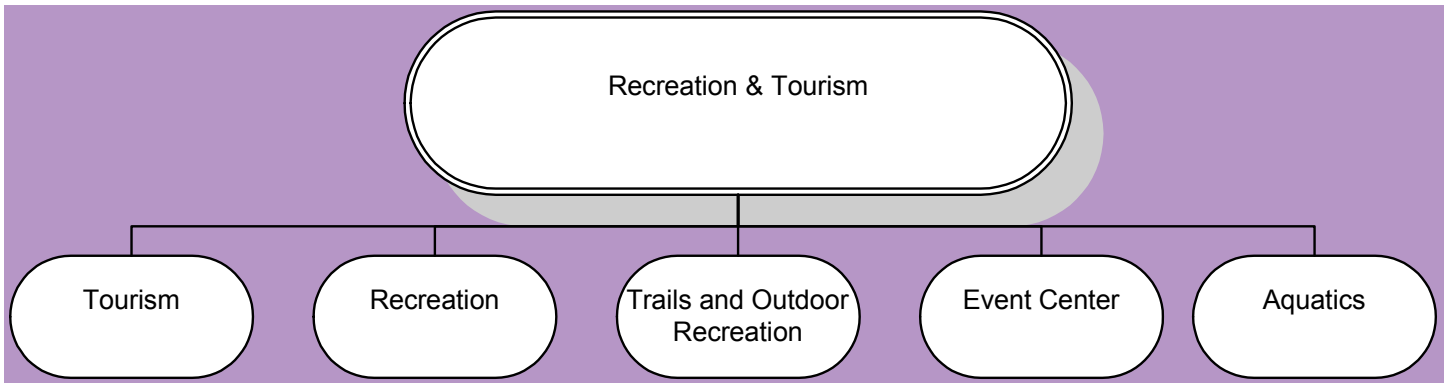 Recreation & Tourism
Tourism
Recreation
Trails and Outdoor
Recreation
Event Center
Aquatics